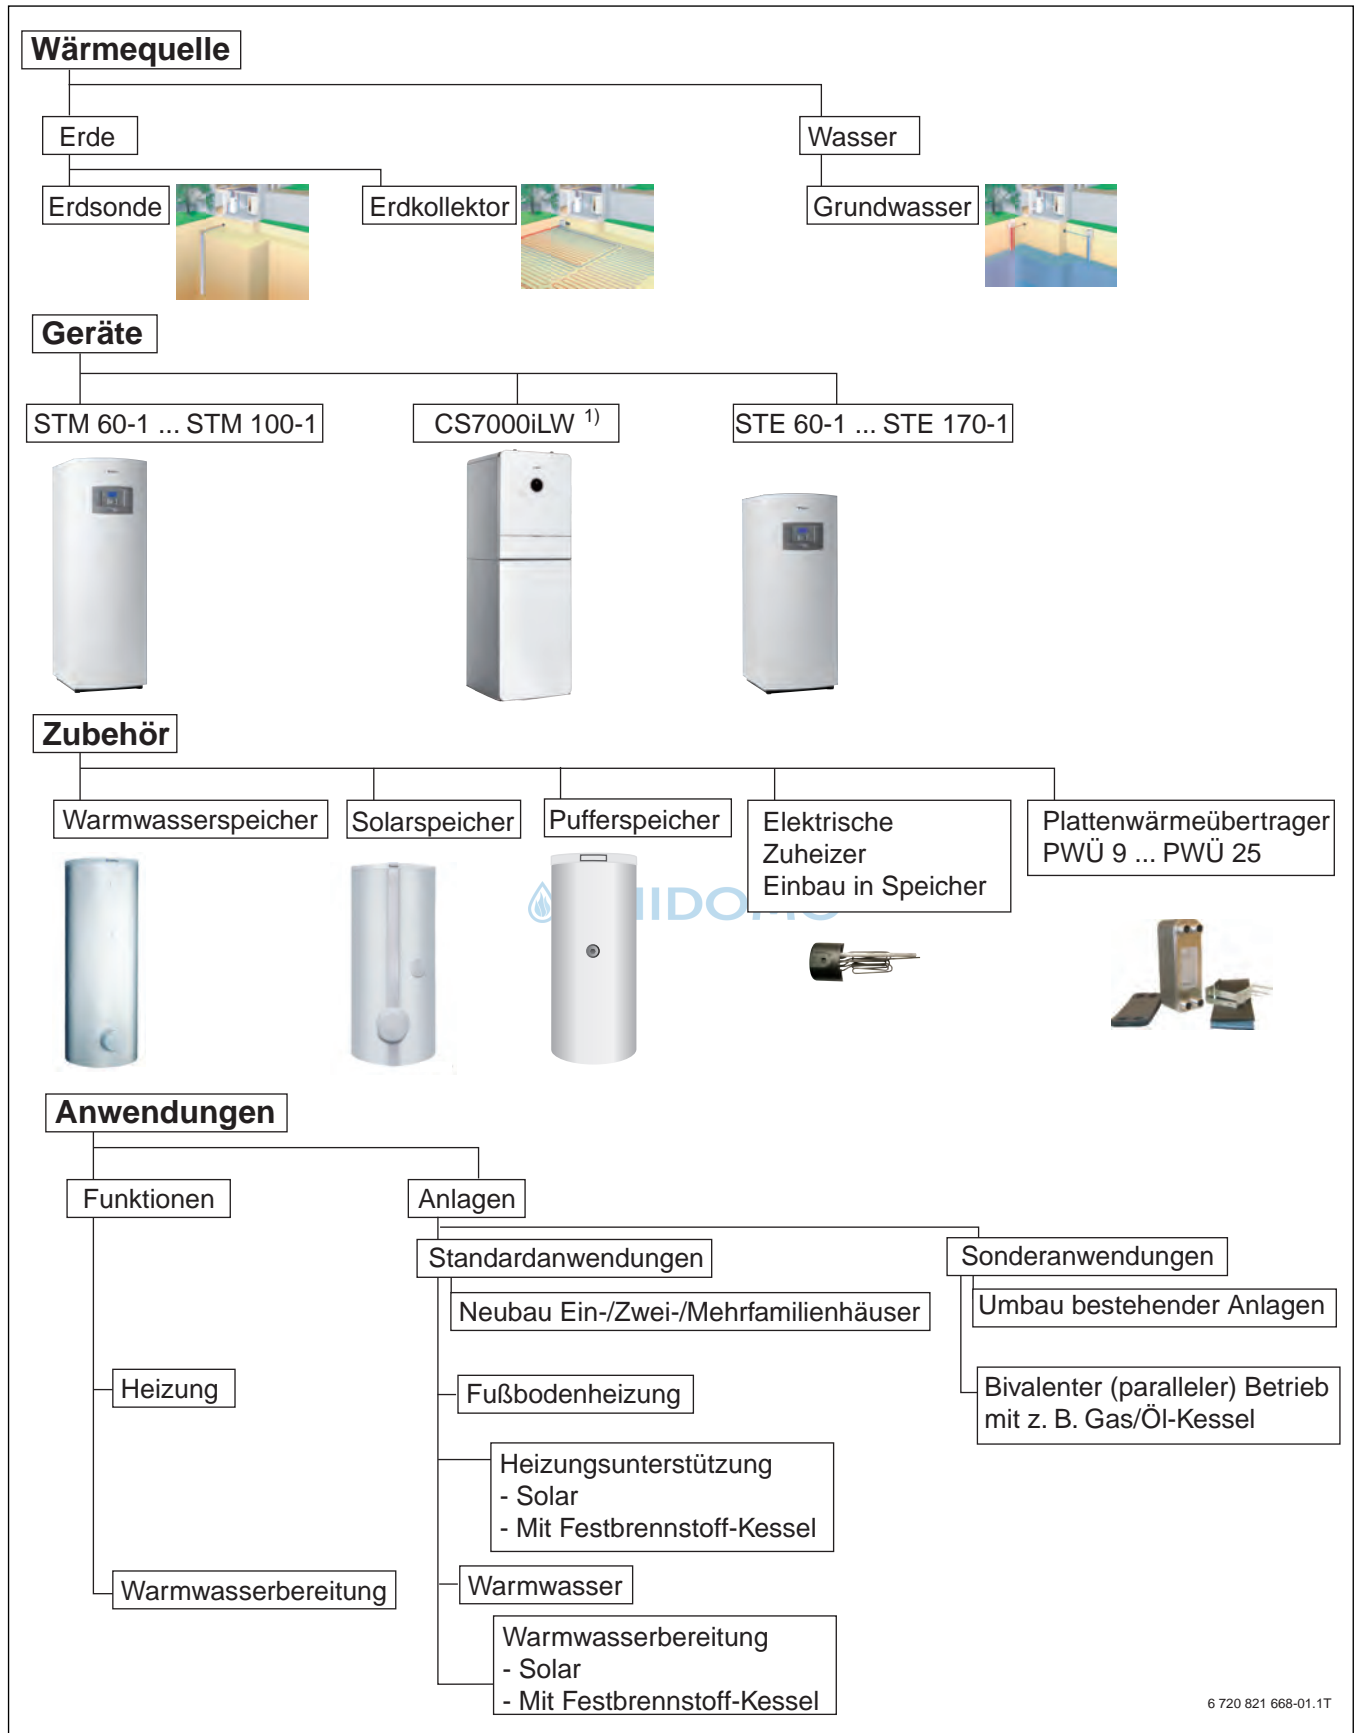 Wärmequelle
Erde
Wasser
Erdsonde
Erdkollektor
Grundwasser
Geräte
STM 60-1 ... STM 100-1
CS7000iLW 1)
STE 60-1 ... STE 170-1
Zubehör
Warmwasserspeicher
Solarspeicher
Pufferspeicher
Elektrische
Zuheizer
Einbau in Speicher
Plattenwärmeübertrager
PWÜ 9 ... PWÜ 25
Anwendungen
Funktionen
Anlagen
Standardanwendungen
Sonderanwendungen
Neubau Ein-/Zwei-/Mehrfamilienhäuser
Umbau bestehender Anlagen
Heizung
Fußbodenheizung
Bivalenter (paralleler) Betrieb
mit z. B. Gas/Öl-Kessel
Heizungsunterstützung
- Solar
- Mit Festbrennstoff-Kessel
Warmwasserbereitung
Warmwasser
Warmwasserbereitung
- Solar
- Mit Festbrennstoff-Kessel
6 720 821 668-01.1T